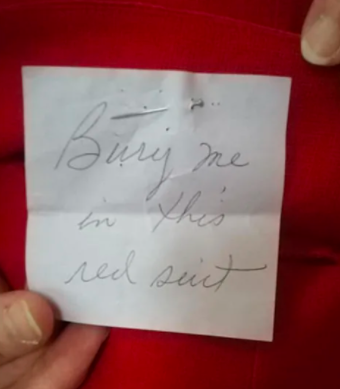 Bury me
in this
red suit